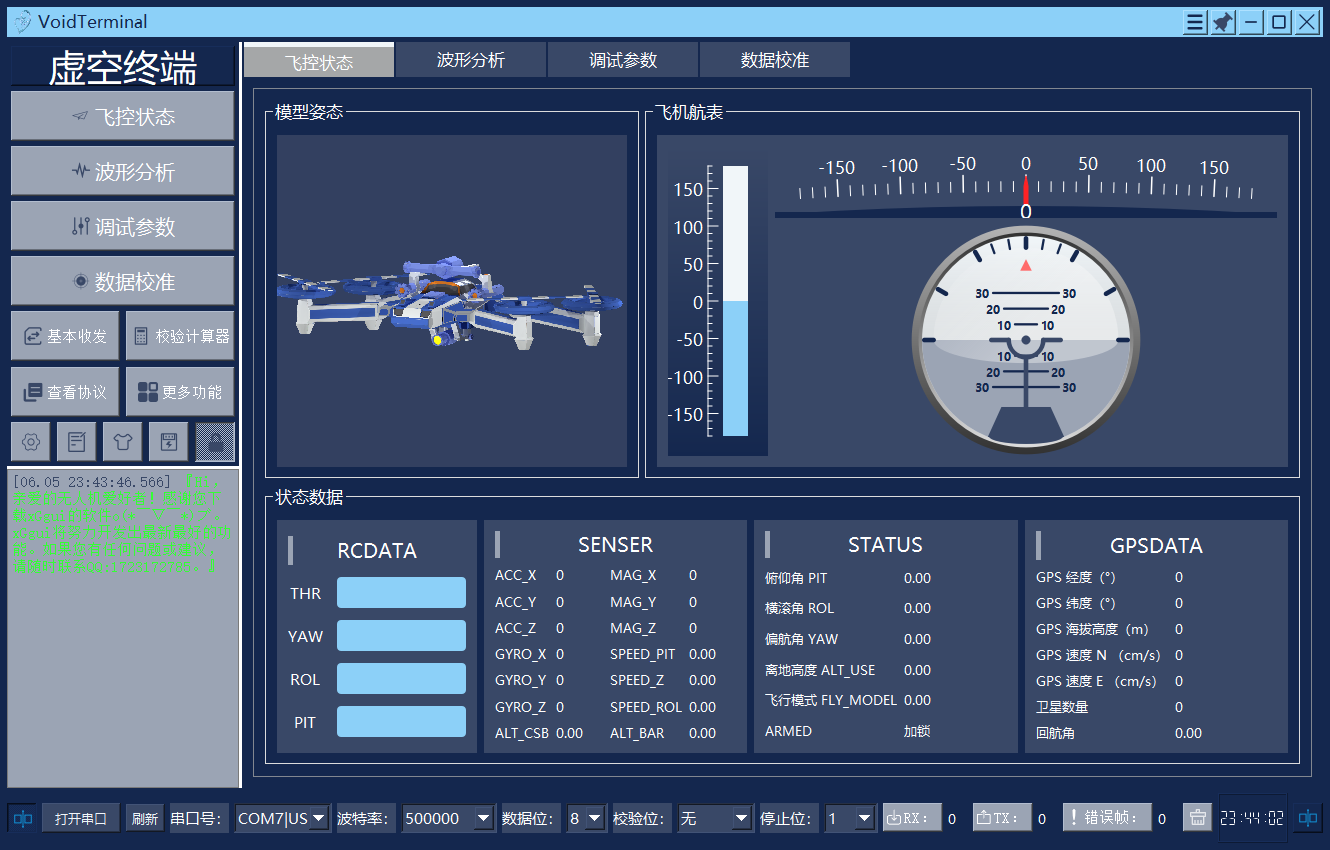 VoidTerminal
虚空终端
飞控状态
波形分析
调试参数
数据校准
基本收发 校验计算器
查看协议 更多功能
[06.05 23:43:46.566]
飞控状态 波形分析 调试参数 数据校准
模型姿态
飞机航表
150
100
50
0
-50
-100
-150
-150 -100 -50 0 50 100 150
0
30 30
20 20
10 10
10 10
20 20
30 30
状态数据
RCDATA
THR
YAW
ROL
PIT
SENSER
ACC_X 0 MAG_X 0
ACC_Y 0 MAG_Y 0
ACC_Z 0 MAG_Z 0
GYRO_X 0 SPEED_PIT 0.00
GYRO_Y 0 SPEED_Z 0.00
GYRO_Z 0 SPEED_ROL 0.00
ALT_CSB 0.00 ALT_BAR 0.00
STATUS
俯仰角 PIT 0.00
横滚角 ROL 0.00
偏航角 YAW 0.00
离地高度 ALT_USE 0.00
飞行模式 FLY_MODEL 0.00
ARMED 加锁
GPSDATA
GPS 经度（°） 0
GPS 纬度（°） 0
GPS 海拔高度（m） 0
GPS 速度 N （cm/s） 0
GPS 速度 E （cm/s） 0
卫星数量 0
回航角 0.00
打开串口 刷新 串口号： COM7|US 波特率： 500000 数据位： 8 校验位： 无 停止位： 1 RX： 0 TX： 0 错误帧： 0 23:44:02